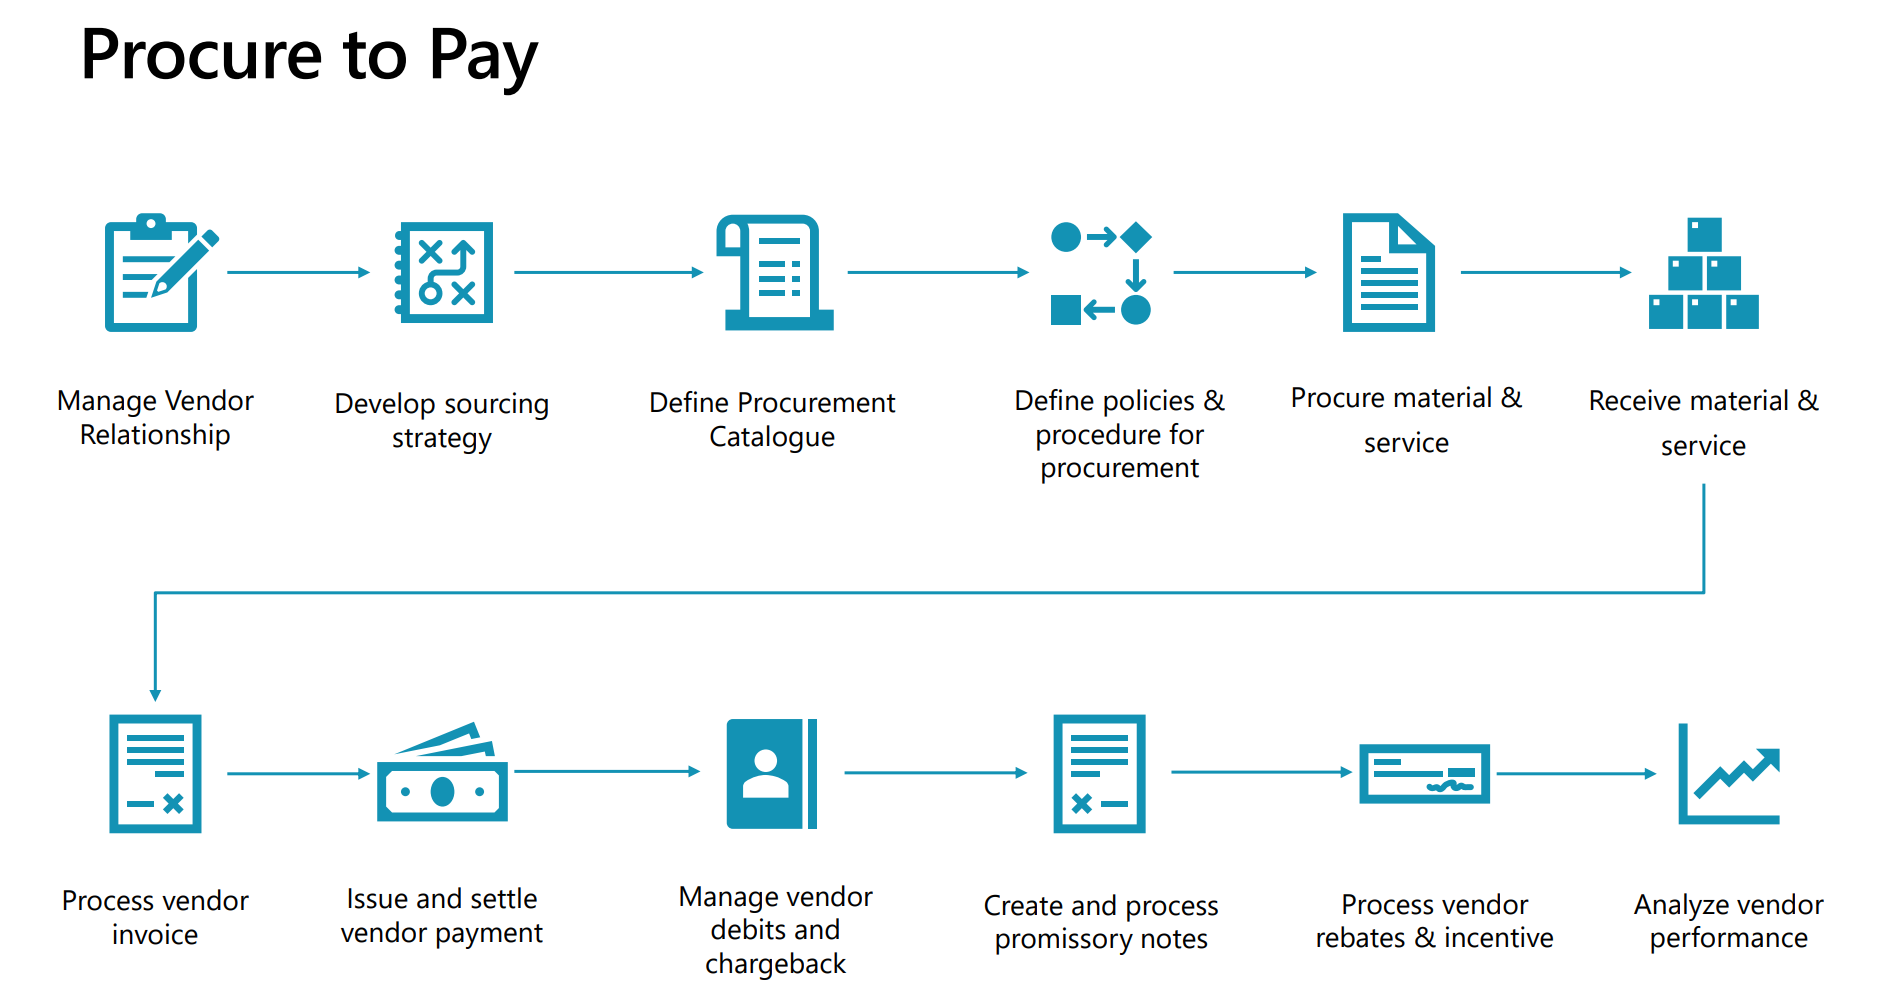 Procure to Pay
Manage Vendor
Relationship
Develop sourcing
strategy
Define Procurement
Catalogue
Define policies &
procedure for
procurement
Procure material &
service
Receive material &
service
Process vendor
invoice
Issue and settle
vendor payment
Manage vendor
debits and
chargeback
Create and process
promissory notes
Process vendor
rebates & incentive
Analyze vendor
performance